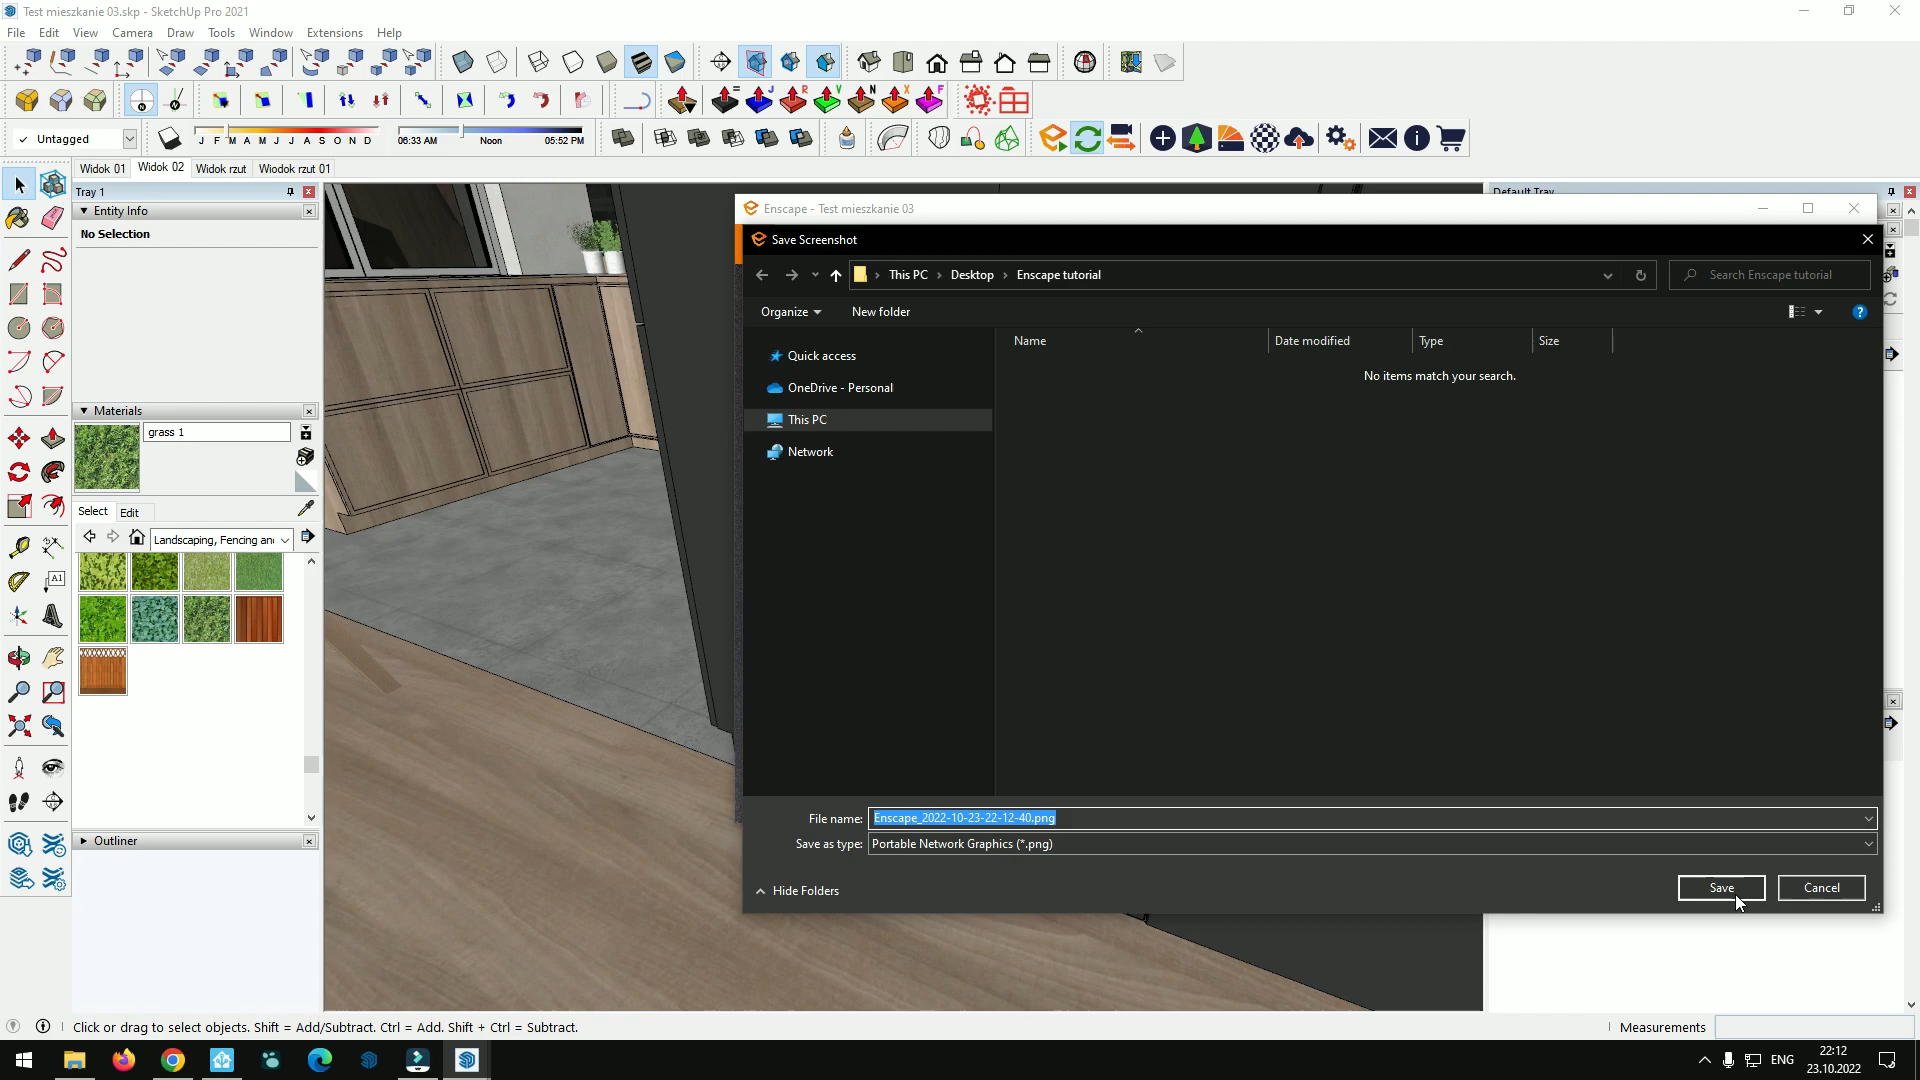 Test mieszkanie 03.skp - SketchUp Pro 2021
File Edit View Camera Draw Tools Window Extensions Help
= J R V N X F
Untagged
J F M A M J J A S O N D
06:33 AM Noon 05:52 PM
Widok 01 Widok 02 Widok rzut Wiodok rzut 01
Tray 1
Entity Info
No Selection
Materials
grass 1
Select Edit
Landscaping, Fencing an
A1
Outliner
Default Tray
Enscape - Test mieszkanie 03
Save Screenshot
This PC Desktop Enscape tutorial
Search Enscape tutorial
Organize New folder
?
Quick access
OneDrive - Personal
This PC
Network
Name Date modified Type Size
No items match your search.
File name: Enscape_2022-10-23-22-12-40.png
Save as type: Portable Network Graphics (*.png)
Hide Folders
Save Cancel
Click or drag to select objects. Shift = Add/Subtract. Ctrl = Add. Shift + Ctrl = Subtract.
Measurements
ENG
22:12
23.10.2022